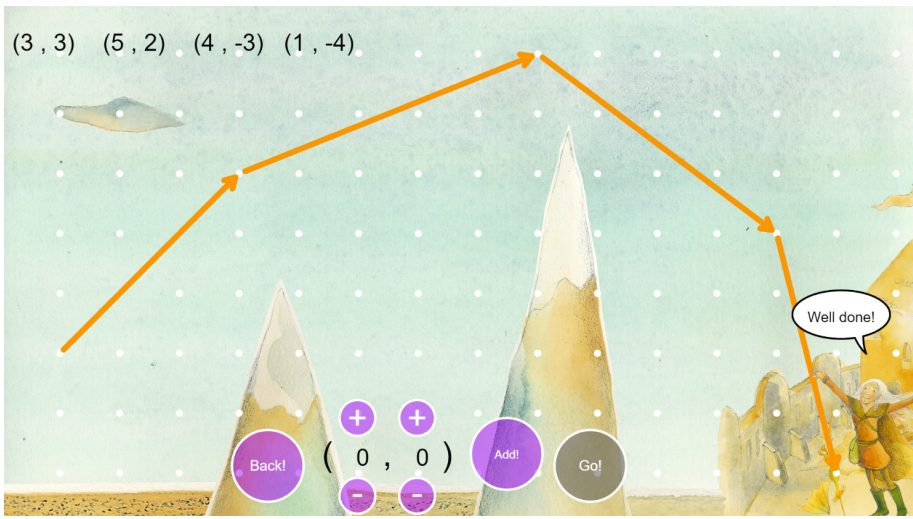 (3 , 3) (5 , 2) (4 , -3) (1 , -4)
Well done!
+ +
Back! ( 0 , 0 ) Add! Go!
- -